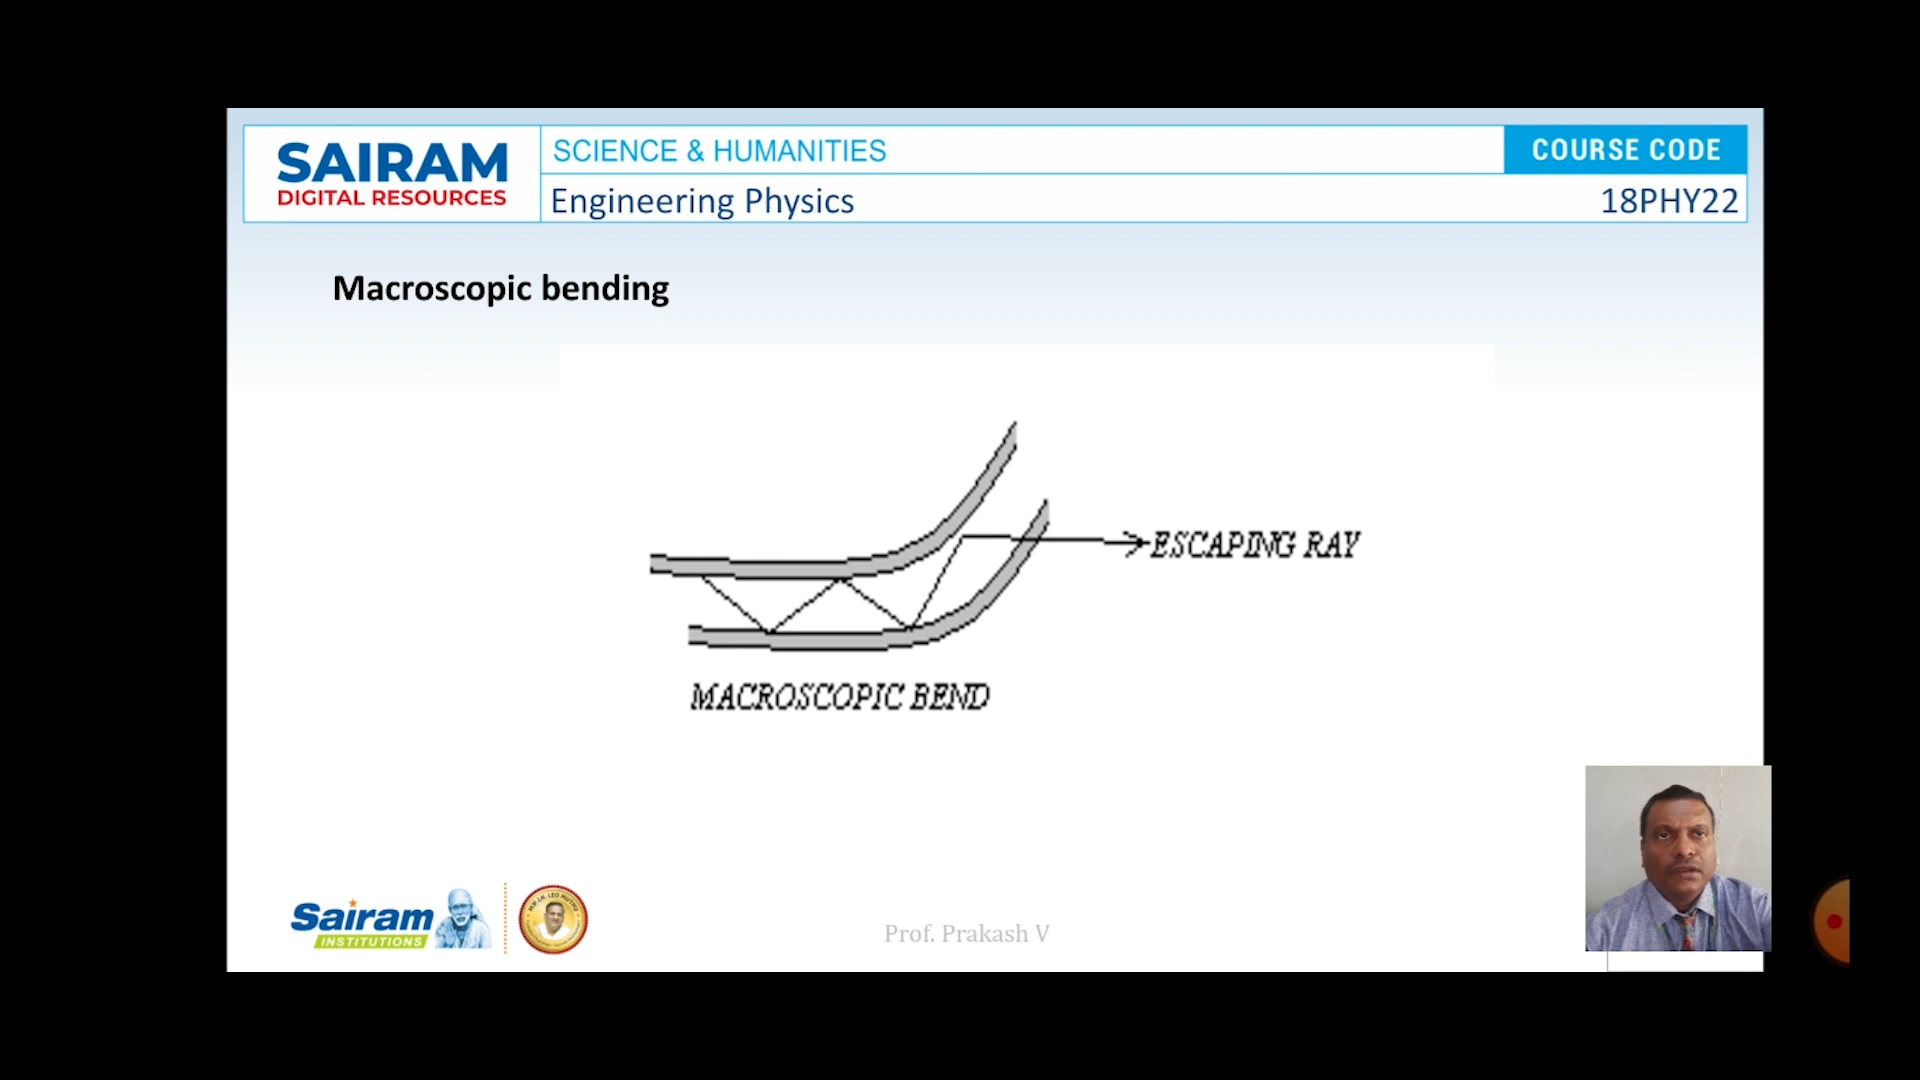 SAIRAM
DIGITAL RESOURCES
SCIENCE & HUMANITIES
COURSE CODE
Engineering Physics
18PHY22
Macroscopic bending
ESCAPING RAY
MACROSCOPIC BEND
Sairam
INSTITUTIONS
Prof. Prakash V